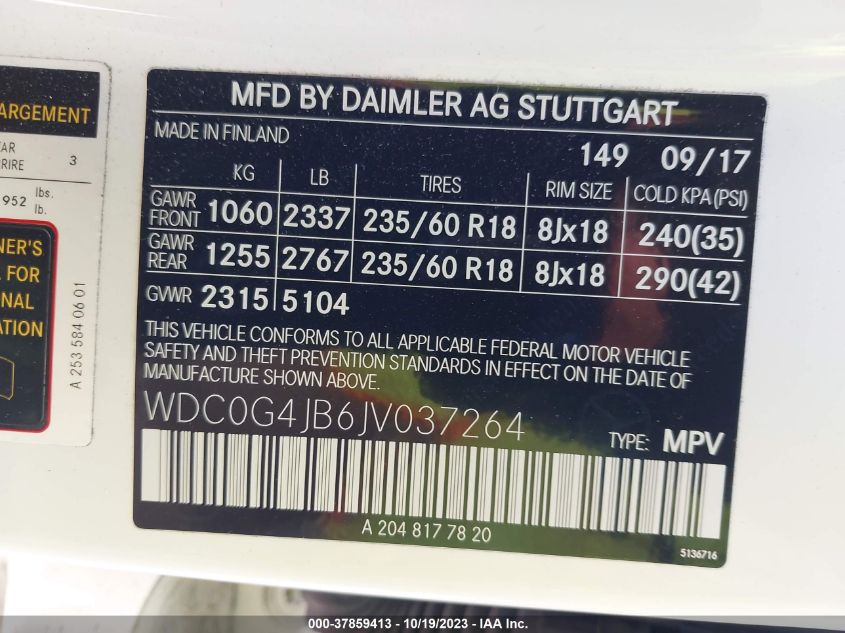 ARGEMENT
3
952 lbs.
lb.
NER'S
L FOR
ONAL
ATION
A 253 584 06 01
MFD BY DAIMLER AG STUTTGART
MADE IN FINLAND
149 09/17
KG LB TIRES RIM SIZE COLD KPA(PSI)
GAWR FRONT 1060 2337 235/60 R18 8Jx18 240(35)
GAWR REAR 1255 2767 235/60 R18 8Jx18 290(42)
GVWR 2315 5104
THIS VEHICLE CONFORMS TO ALL APPLICABLE FEDERAL MOTOR VEHICLE
SAFETY AND THEFT PREVENTION STANDARDS IN EFFECT ON THE DATE OF
MANUFACTURE SHOWN ABOVE.
WDC0G4JB6JV037264
TYPE: MPV
A 204 817 78 20
5136716
000-37859413 - 10/19/2023 - Copyright 2023 - IAA Inc.